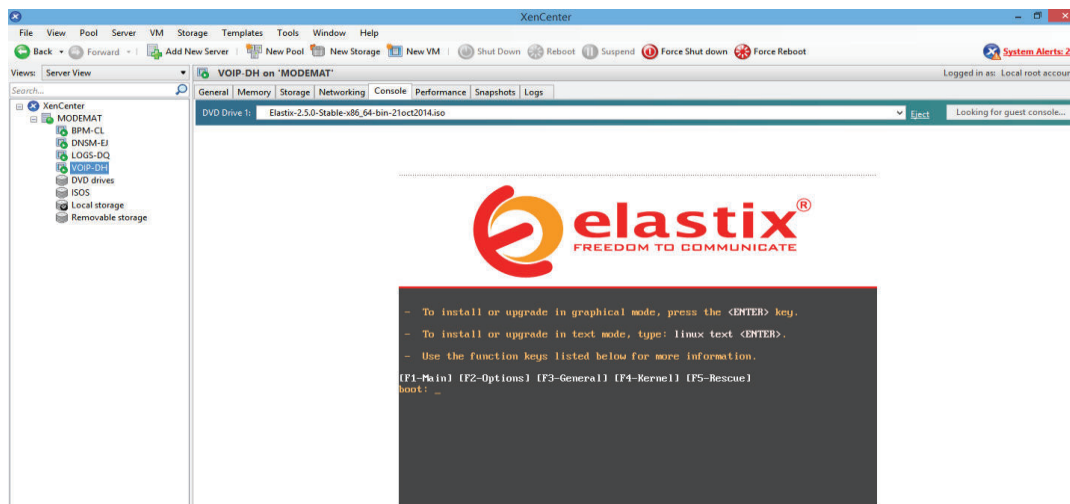 XenCenter
File View Pool Server VM Storage Templates Tools Window Help
Back Forward Add New Server New Pool New Storage New VM Shut Down Reboot Suspend Force Shut down Force Reboot System Alerts: 2
Views: Server View VOIP-DH on 'MODEMAT' Logged in as: Local root accour
Search... General Memory Storage Networking Console Performance Snapshots Logs
XenCenter
MODEMAT
BPM-CL
DNSM-EJ
LOGS-DQ
VOIP-DH
DVD drives
ISOS
Local storage
Removable storage
DVD Drive 1: Elastix-2.5.0-Stable-x86_64-bin-21oct2014.iso Eject Looking for guest console...
elastix®
FREEDOM TO COMMUNICATE
- To install or upgrade in graphical mode, press the <ENTER> key.
- To install or upgrade in text mode, type: linux text <ENTER>.
- Use the function keys listed below for more information.
[F1-Main] [F2-Options] [F3-General] [F4-Kernel] [F5-Rescue]
boot: _